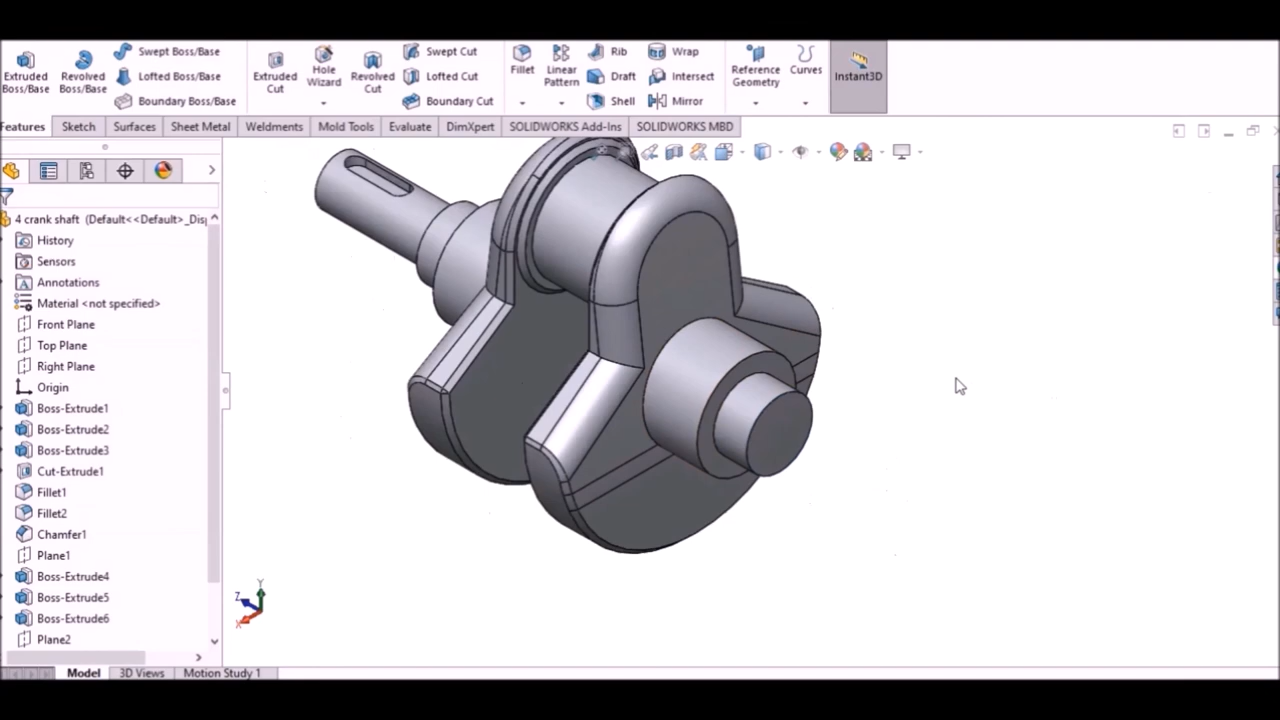 Extruded Boss/Base
Revolved Boss/Base
Swept Boss/Base
Lofted Boss/Base
Boundary Boss/Base
Extruded Cut
Hole Wizard
Revolved Cut
Swept Cut
Lofted Cut
Boundary Cut
Fillet
Linear Pattern
Rib
Draft
Shell
Wrap
Intersect
Mirror
Reference Geometry
Curves
Instant3D
Features
Sketch
Surfaces
Sheet Metal
Weldments
Mold Tools
Evaluate
DimXpert
SOLIDWORKS Add-Ins
SOLIDWORKS MBD
4 crank shaft (Default<<Default>_Disp
History
Sensors
Annotations
Material <not specified>
Front Plane
Top Plane
Right Plane
Origin
Boss-Extrude1
Boss-Extrude2
Boss-Extrude3
Cut-Extrude1
Fillet1
Fillet2
Chamfer1
Plane1
Boss-Extrude4
Boss-Extrude5
Boss-Extrude6
Plane2
Y
Z
X
Model
3D Views
Motion Study 1